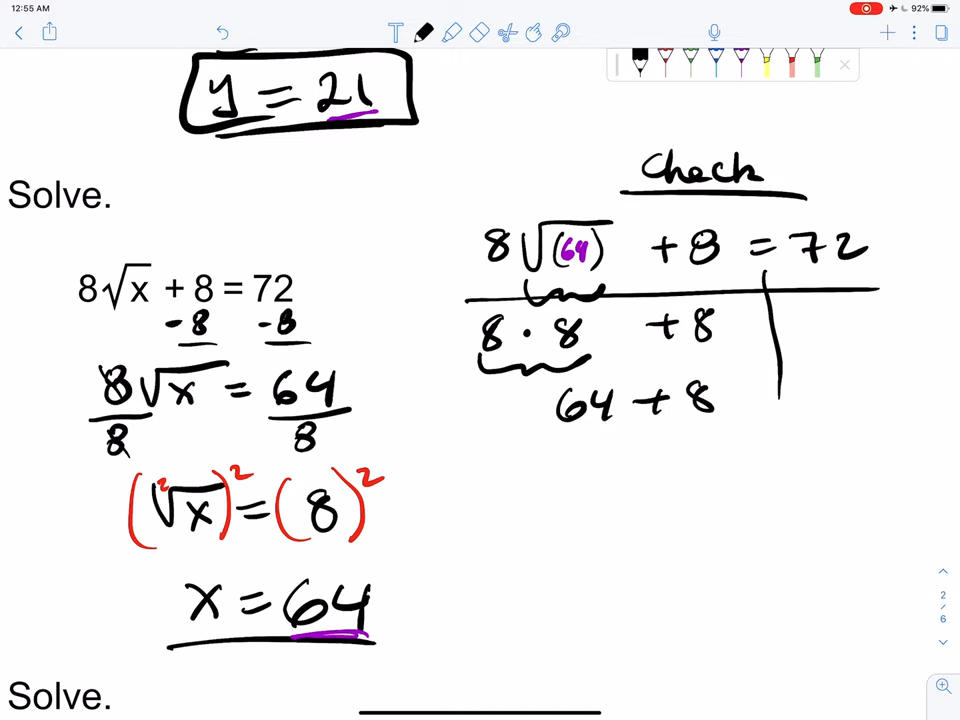 12:55 AM 92%
T
y = 21
Solve.
8√x + 8 = 72
-8 -8
8√x = 64
8 8
(²√x)² = (8)²
x = 64
Check
8√(64) + 8 = 72
8 · 8 + 8
64 + 8
2
/
6
Solve.